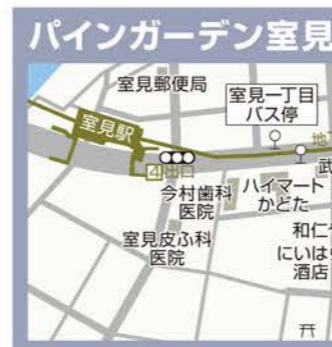 パインガーデン室見
室見郵便局
室見一丁目
バス停
室見駅
地
4出口
武
今村歯科
医院
ハイマート
かどた
和仁
室見皮ふ科
医院
にいは
酒店